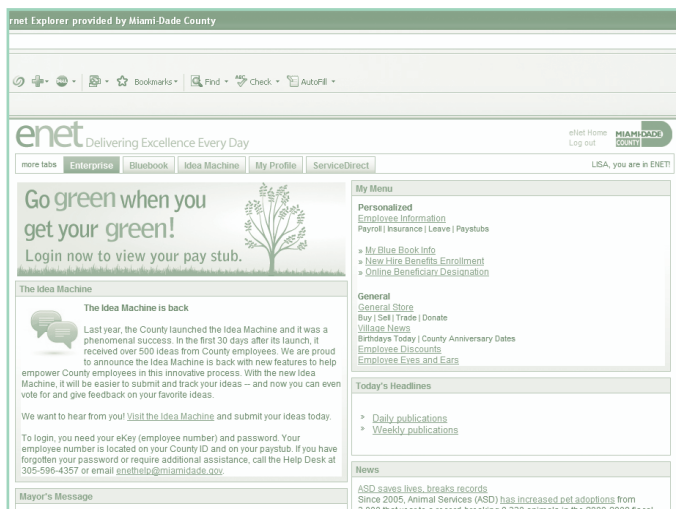 rnet Explorer provided by Miami-Dade County
Bookmarks
Find
Check
AutoFill
enet Delivering Excellence Every Day
eNet Home
Log out
MIAMI-DADE
COUNTY
more tabs Enterprise Bluebook Idea Machine My Profile ServiceDirect
LISA, you are in ENET!
Go green when you
get your green!
Login now to view your pay stub.
The Idea Machine
The Idea Machine is back
Last year, the County launched the Idea Machine and it was a
phenomenal success. In the first 30 days after its launch, it
received over 500 ideas from County employees. We are proud
to announce the Idea Machine is back with new features to help
empower County employees in this innovative process. With the new Idea
Machine, it will be easier to submit and track your ideas -- and now you can even
vote for and give feedback on your favorite ideas.
We want to hear from you! Visit the Idea Machine and submit your ideas today.
To login, you need your eKey (employee number) and password. Your
employee number is located on your County ID and on your paystub. If you have
forgotten your password or require additional assistance, call the Help Desk at
305-596-4357 or email enethelp@miamidade.gov.
Mayor's Message
My Menu
Personalized
Employee Information
Payroll | Insurance | Leave | Paystubs
» My Blue Book Info
» New Hire Benefits Enrollment
» Online Beneficiary Designation
General
General Store
Buy | Sell | Trade | Donate
Village News
Birthdays Today | County Anniversary Dates
Employee Discounts
Employee Eyes and Ears
Today's Headlines
» Daily publications
» Weekly publications
News
ASD saves lives, breaks records
Since 2005, Animal Services (ASD) has increased pet adoptions from